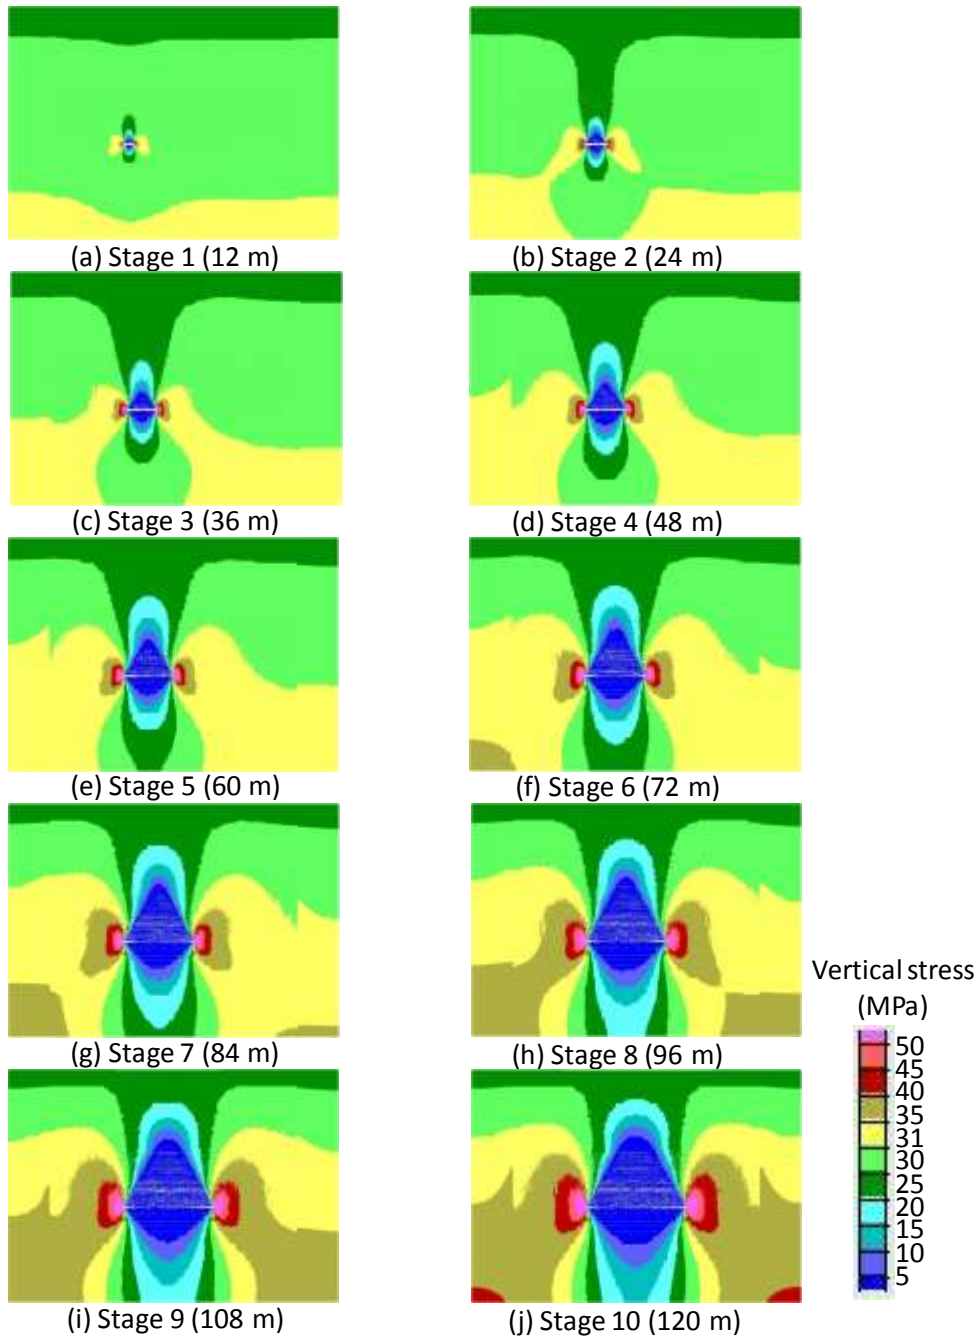 (a) Stage 1 (12 m)
(b) Stage 2 (24 m)
(c) Stage 3 (36 m)
(d) Stage 4 (48 m)
(e) Stage 5 (60 m)
(f) Stage 6 (72 m)
(g) Stage 7 (84 m)
(h) Stage 8 (96 m)
(i) Stage 9 (108 m)
(j) Stage 10 (120 m)
Vertical stress
(MPa)
50
45
40
35
31
30
25
20
15
10
5